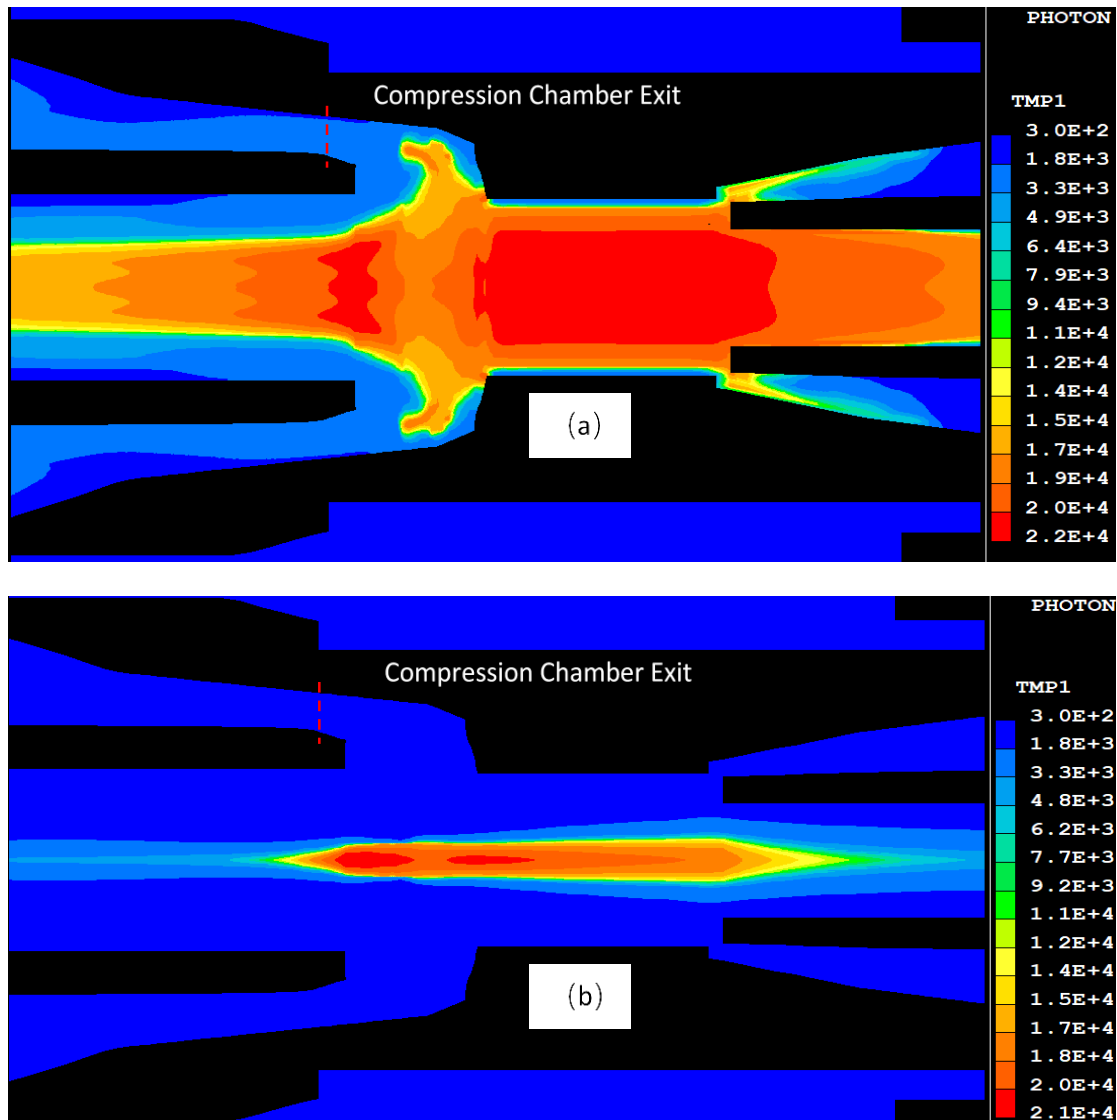 PHOTON
Compression Chamber Exit
TMP1
3.0E+2
1.8E+3
3.3E+3
4.9E+3
6.4E+3
7.9E+3
9.4E+3
1.1E+4
1.2E+4
1.4E+4
1.5E+4
1.7E+4
1.9E+4
2.0E+4
2.2E+4
(a)
PHOTON
Compression Chamber Exit
TMP1
3.0E+2
1.8E+3
3.3E+3
4.8E+3
6.2E+3
7.7E+3
9.2E+3
1.1E+4
1.2E+4
1.4E+4
1.5E+4
1.7E+4
1.8E+4
2.0E+4
2.1E+4
(b)